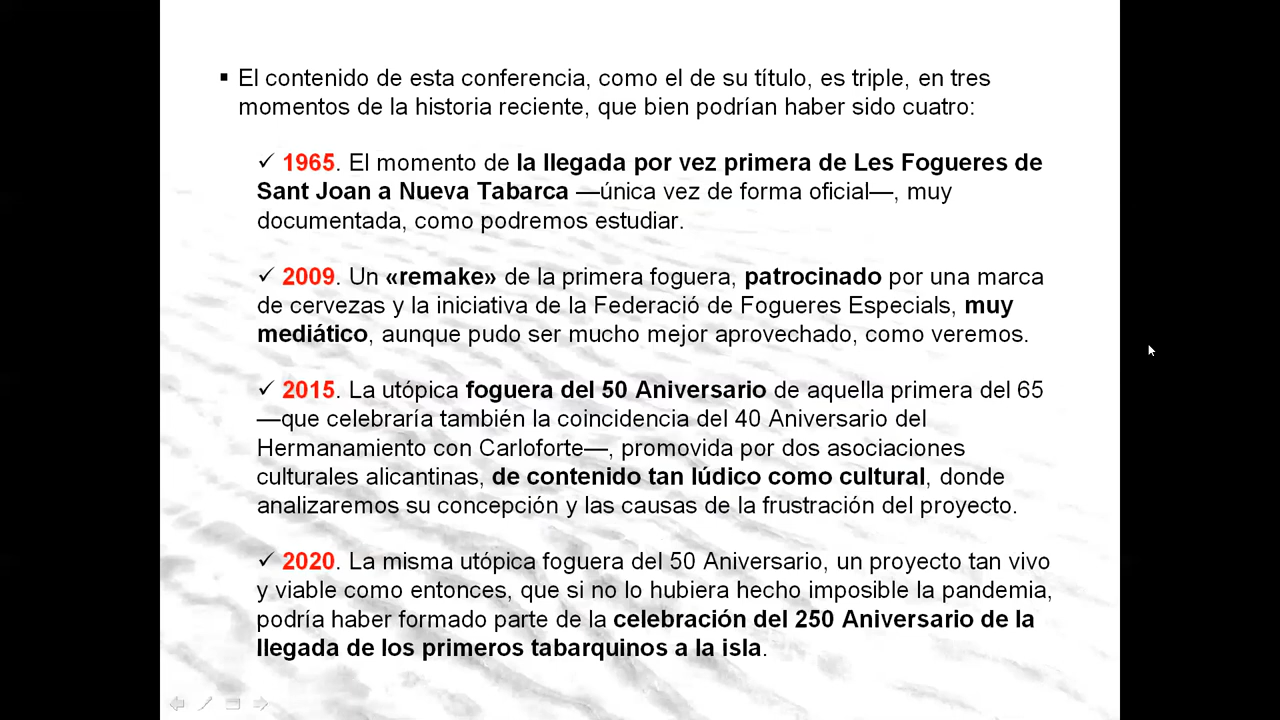 ▪ El contenido de esta conferencia, como el de su título, es triple, en tres
momentos de la historia reciente, que bien podrían haber sido cuatro:
✓ 1965. El momento de la llegada por vez primera de Les Fogueres de
Sant Joan a Nueva Tabarca —única vez de forma oficial—, muy
documentada, como podremos estudiar.
✓ 2009. Un «remake» de la primera foguera, patrocinado por una marca
de cervezas y la iniciativa de la Federació de Fogueres Especials, muy
mediático, aunque pudo ser mucho mejor aprovechado, como veremos.
✓ 2015. La utópica foguera del 50 Aniversario de aquella primera del 65
—que celebraría también la coincidencia del 40 Aniversario del
Hermanamiento con Carloforte—, promovida por dos asociaciones
culturales alicantinas, de contenido tan lúdico como cultural, donde
analizaremos su concepción y las causas de la frustración del proyecto.
✓ 2020. La misma utópica foguera del 50 Aniversario, un proyecto tan vivo
y viable como entonces, que si no lo hubiera hecho imposible la pandemia,
podría haber formado parte de la celebración del 250 Aniversario de la
llegada de los primeros tabarquinos a la isla.